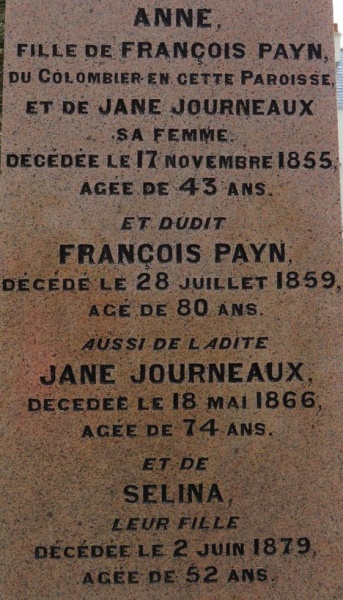 ANNE,
FILLE DE FRANÇOIS PAYN,
DU COLOMBIER EN CETTE PAROISSE,
ET DE JANE JOURNEAUX
SA FEMME.
DÉCÉDÉE LE 17 NOVEMBRE 1855,
AGÉE DE 43 ANS.
ET DUDIT
FRANÇOIS PAYN,
DÉCÉDÉ LE 28 JUILLET 1859,
AGÉ DE 80 ANS.
AUSSI DE LADITE
JANE JOURNEAUX,
DECEDÉE LE 18 MAI 1866,
AGÉE DE 74 ANS.
ET DE
SELINA,
LEUR FILLE
DÉCÉDÉE LE 2 JUIN 1879,
AGÉE DE 52 ANS.